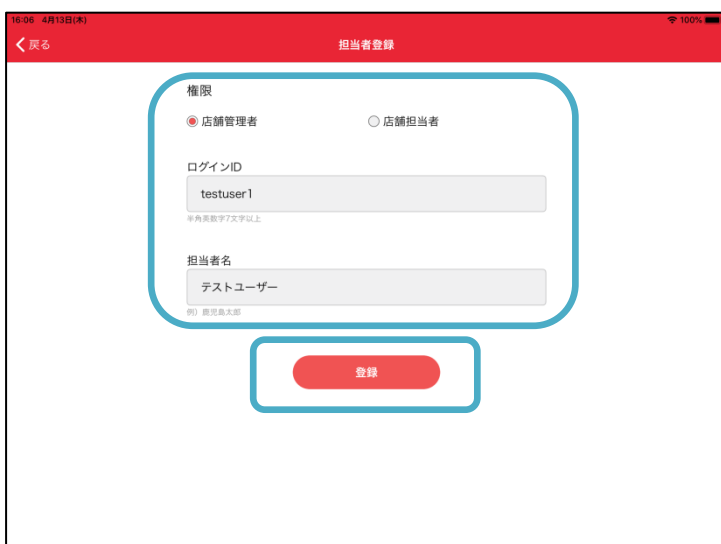 16:06 4月13日(木) 100%
戻る 担当者登録
権限
店舗管理者 店舗担当者
ログインID
testuser1
半角英数字7文字以上
担当者名
テストユーザー
例）鹿児島太郎
登録